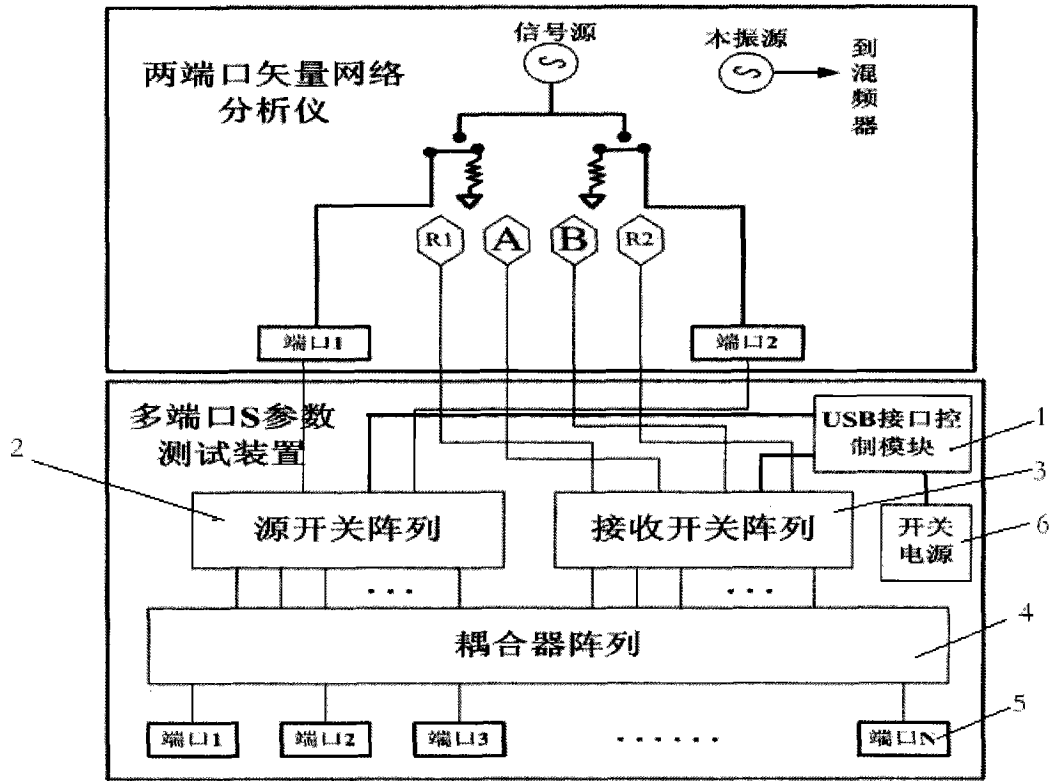 信号源
本振源
到混频器
两端口矢量网络
分析仪
R1
A
B
R2
端口1
端口2
多端口S参数
测试装置
USB接口控
制模块
1
2
源开关阵列
接收开关阵列
3
开关
电源
6
耦合器阵列
4
端口1
端口2
端口3
端口N
5